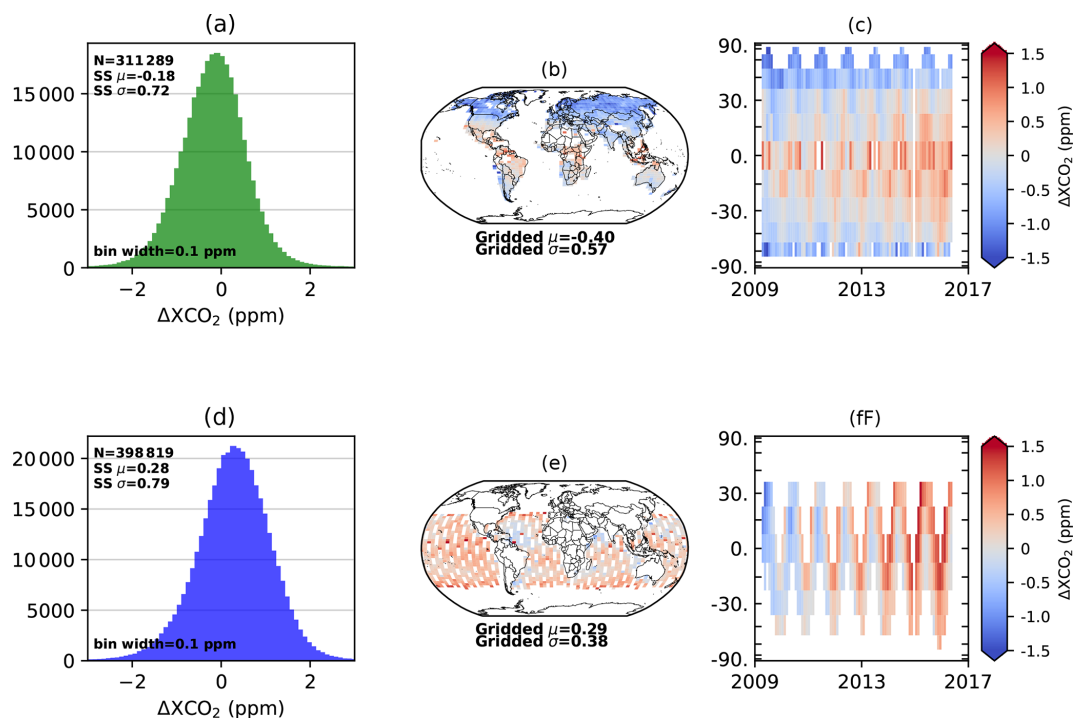 (a)
N=311 289
SS μ=-0.18
SS σ=0.72
15 000
10 000
5000
0
bin width=0.1 ppm
−2
0
2
ΔXCO₂ (ppm)
(b)
Gridded μ=-0.40
Gridded σ=0.57
(c)
90.
30.
0.
-30.
-90.
2009
2013
2017
1.5
1.0
0.5
0
-0.5
-1.0
-1.5
ΔXCO₂ (ppm)
(d)
N=398 819
SS μ=0.28
SS σ=0.79
20 000
15 000
10 000
5000
0
bin width=0.1 ppm
−2
0
2
ΔXCO₂ (ppm)
(e)
Gridded μ=0.29
Gridded σ=0.38
(fF)
90.
30.
0
-30.
-90.
2009
2013
2017
1.5
1.0
0.5
0
-0.5
-1.0
-1.5
ΔXCO₂ (ppm)